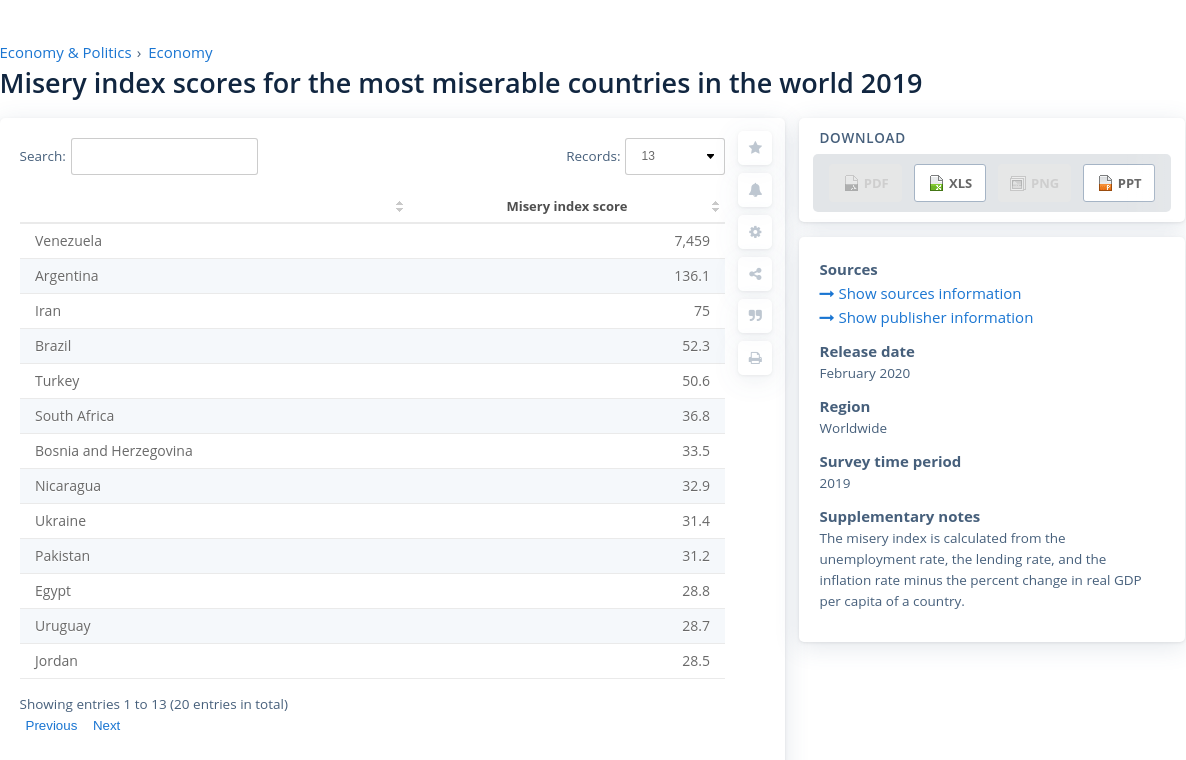 Economy & Politics › Economy
Misery index scores for the most miserable countries in the world 2019
Search:
Records: 13
Misery index score
Venezuela 7,459
Argentina 136.1
Iran 75
Brazil 52.3
Turkey 50.6
South Africa 36.8
Bosnia and Herzegovina 33.5
Nicaragua 32.9
Ukraine 31.4
Pakistan 31.2
Egypt 28.8
Uruguay 28.7
Jordan 28.5
Showing entries 1 to 13 (20 entries in total)
Previous Next
DOWNLOAD
PDF XLS PNG PPT
Sources
Show sources information
Show publisher information
Release date
February 2020
Region
Worldwide
Survey time period
2019
Supplementary notes
The misery index is calculated from the
unemployment rate, the lending rate, and the
inflation rate minus the percent change in real GDP
per capita of a country.